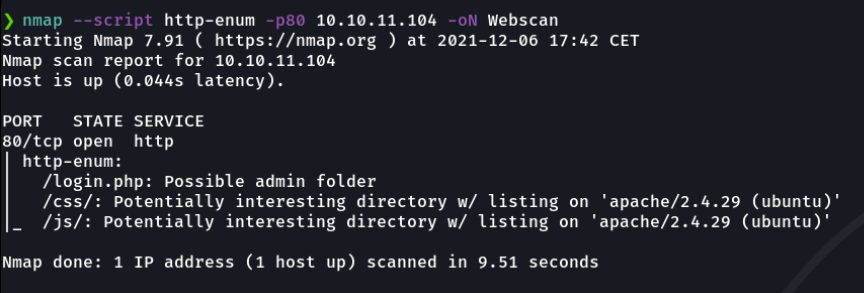 ❯ nmap --script http-enum -p80 10.10.11.104 -oN Webscan
Starting Nmap 7.91 ( https://nmap.org ) at 2021-12-06 17:42 CET
Nmap scan report for 10.10.11.104
Host is up (0.044s latency).
PORT   STATE SERVICE
80/tcp open  http
| http-enum:
|   /login.php: Possible admin folder
|   /css/: Potentially interesting directory w/ listing on 'apache/2.4.29 (ubuntu)'
|_  /js/: Potentially interesting directory w/ listing on 'apache/2.4.29 (ubuntu)'
Nmap done: 1 IP address (1 host up) scanned in 9.51 seconds